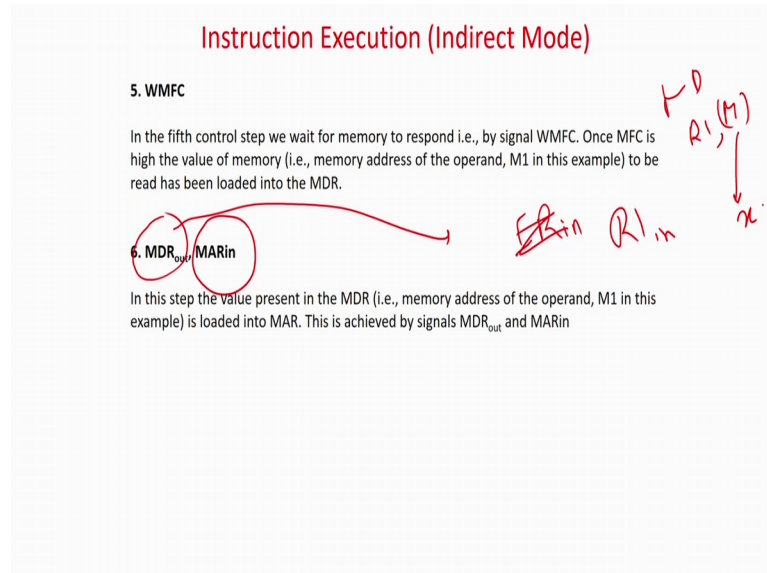 Instruction Execution (Indirect Mode)
5. WMFC
In the fifth control step we wait for memory to respond i.e., by signal WMFC. Once MFC is
high the value of memory (i.e., memory address of the operand, M1 in this example) to be
read has been loaded into the MDR.
R1, (M)
x
R1in
6. MDRout, MARin
In this step the value present in the MDR (i.e., memory address of the operand, M1 in this
example) is loaded into MAR. This is achieved by signals MDRout and MARin